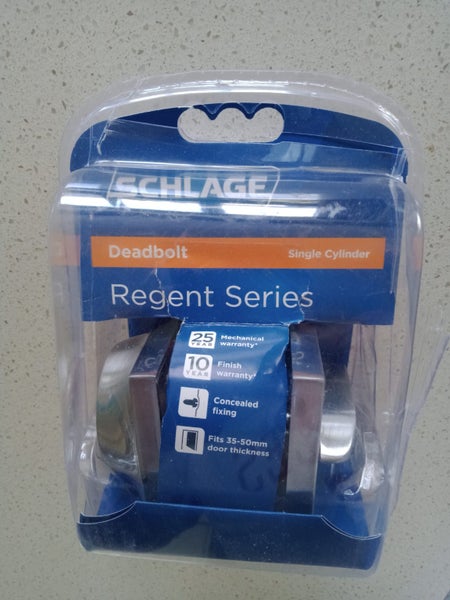 SCHLAGE
Deadbolt Single Cylinder
Regent Series
25 YEAR Mechanical warranty*
10 YEAR Finish warranty*
Concealed fixing
Fits 35-50mm door thickness